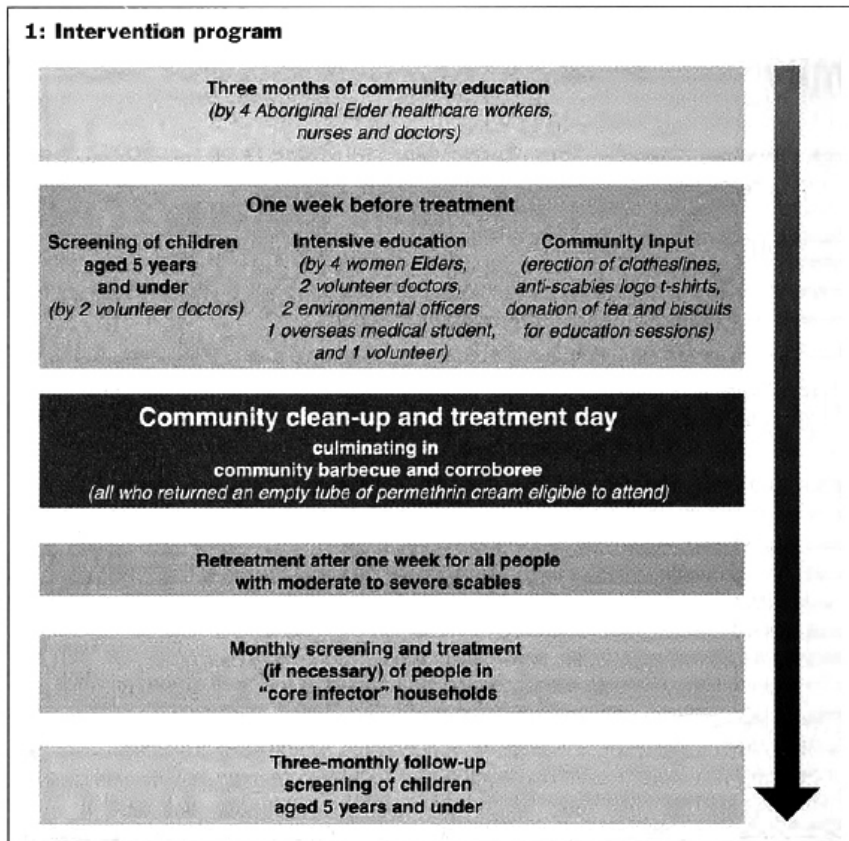 1: Intervention program
Three months of community education
(by 4 Aboriginal Elder healthcare workers,
nurses and doctors)
One week before treatment
Screening of children
aged 5 years
and under
(by 2 volunteer doctors)
Intensive education
(by 4 women Elders,
2 volunteer doctors,
2 environmental officers
1 overseas medical student,
and 1 volunteer)
Community input
(erection of clotheslines,
anti-scabies logo t-shirts,
donation of tea and biscuits
for education sessions)
Community clean-up and treatment day
culminating in
community barbecue and corroboree
(all who returned an empty tube of permethrin cream eligible to attend)
Retreatment after one week for all people
with moderate to severe scabies
Monthly screening and treatment
(if necessary) of people in
"core infector" households
Three-monthly follow-up
screening of children
aged 5 years and under